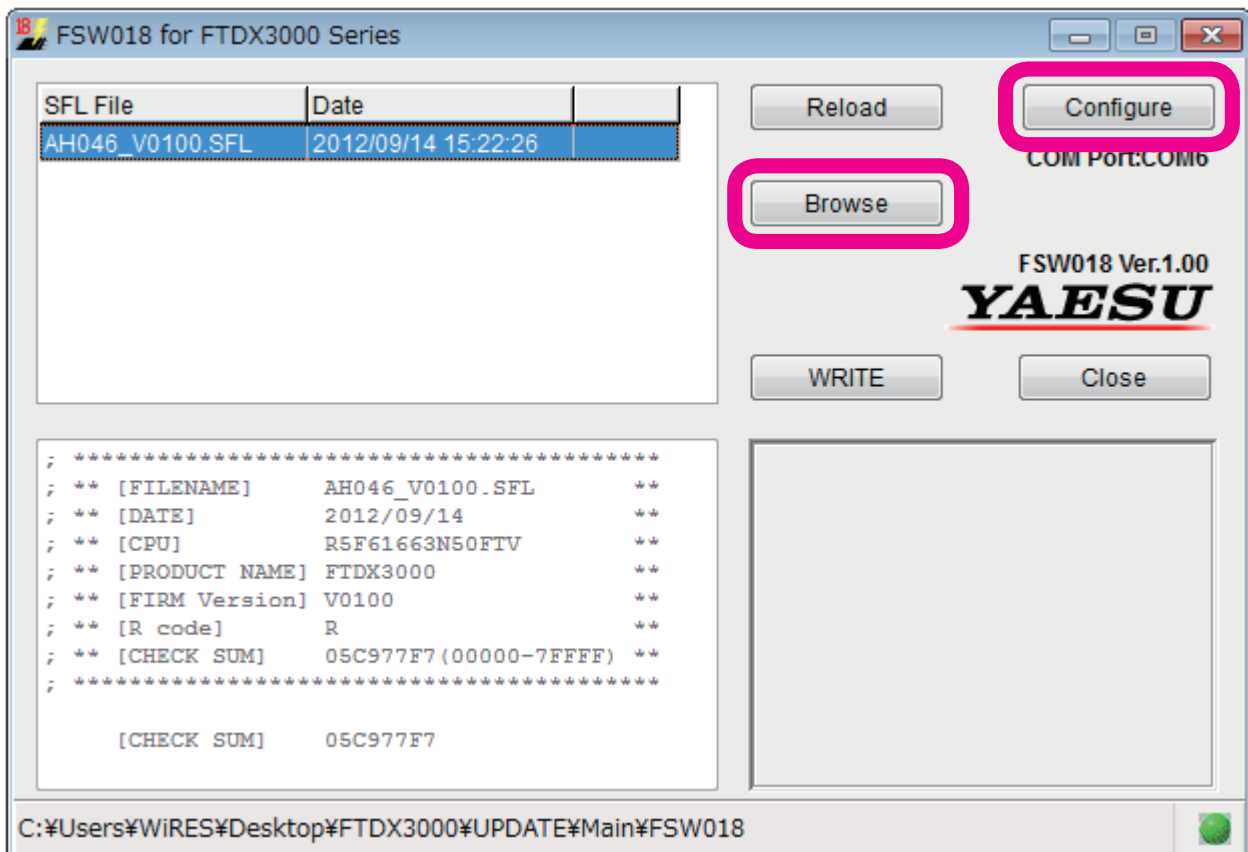 18 FSW018 for FTDX3000 Series
SFL File Date
AH046_V0100.SFL 2012/09/14 15:22:26
Reload
Configure
COM Port:COM6
Browse
FSW018 Ver.1.00
YAESU
WRITE
Close
; ******************************************
; ** [FILENAME] AH046_V0100.SFL **
; ** [DATE] 2012/09/14 **
; ** [CPU] R5F61663N50FTV **
; ** [PRODUCT NAME] FTDX3000 **
; ** [FIRM Version] V0100 **
; ** [R code] R **
; ** [CHECK SUM] 05C977F7(00000-7FFFF) **
; ******************************************
[CHECK SUM] 05C977F7
C:¥Users¥WiRES¥Desktop¥FTDX3000¥UPDATE¥Main¥FSW018